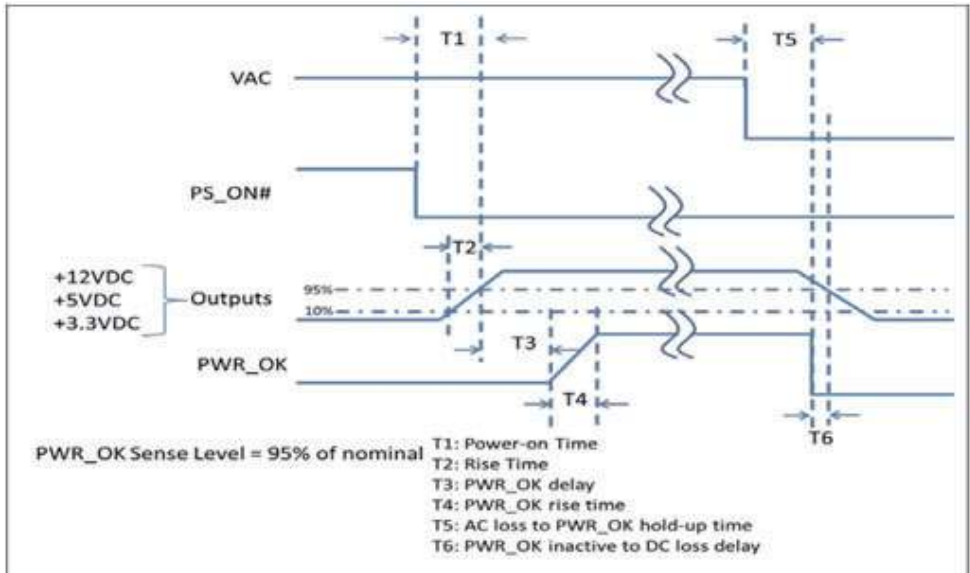 T1
T5
VAC
PS_ON#
T2
+12VDC
+5VDC
+3.3VDC
Outputs
95%
10%
T3
PWR_OK
T4
T6
PWR_OK Sense Level = 95% of nominal
T1: Power-on Time
T2: Rise Time
T3: PWR_OK delay
T4: PWR_OK rise time
T5: AC loss to PWR_OK hold-up time
T6: PWR_OK inactive to DC loss delay